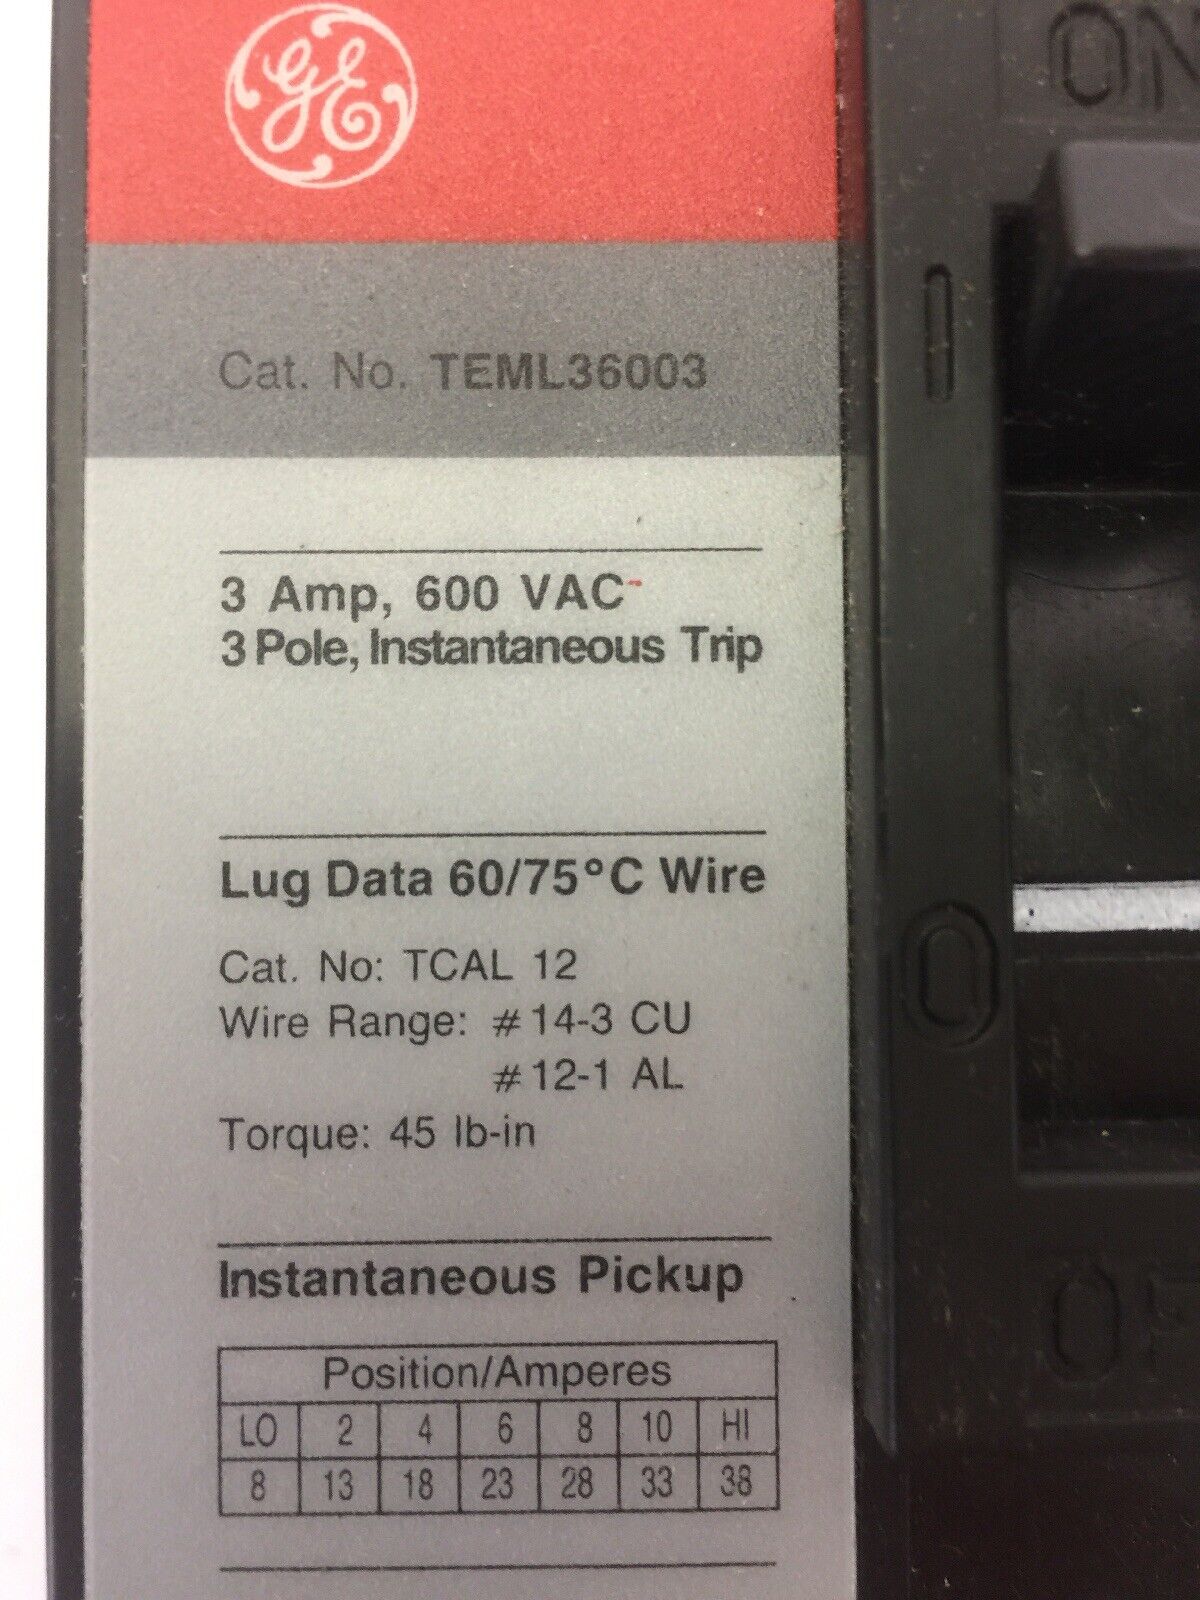 GE
ON
Cat. No. TEML36003
3 Amp, 600 VAC
3 Pole, Instantaneous Trip
Lug Data 60/75°C Wire
Cat. No: TCAL 12
Wire Range: #14-3 CU
#12-1 AL
Torque: 45 lb-in
Instantaneous Pickup
Position/Amperes
LO 2 4 6 8 10 HI
8 13 18 23 28 33 38